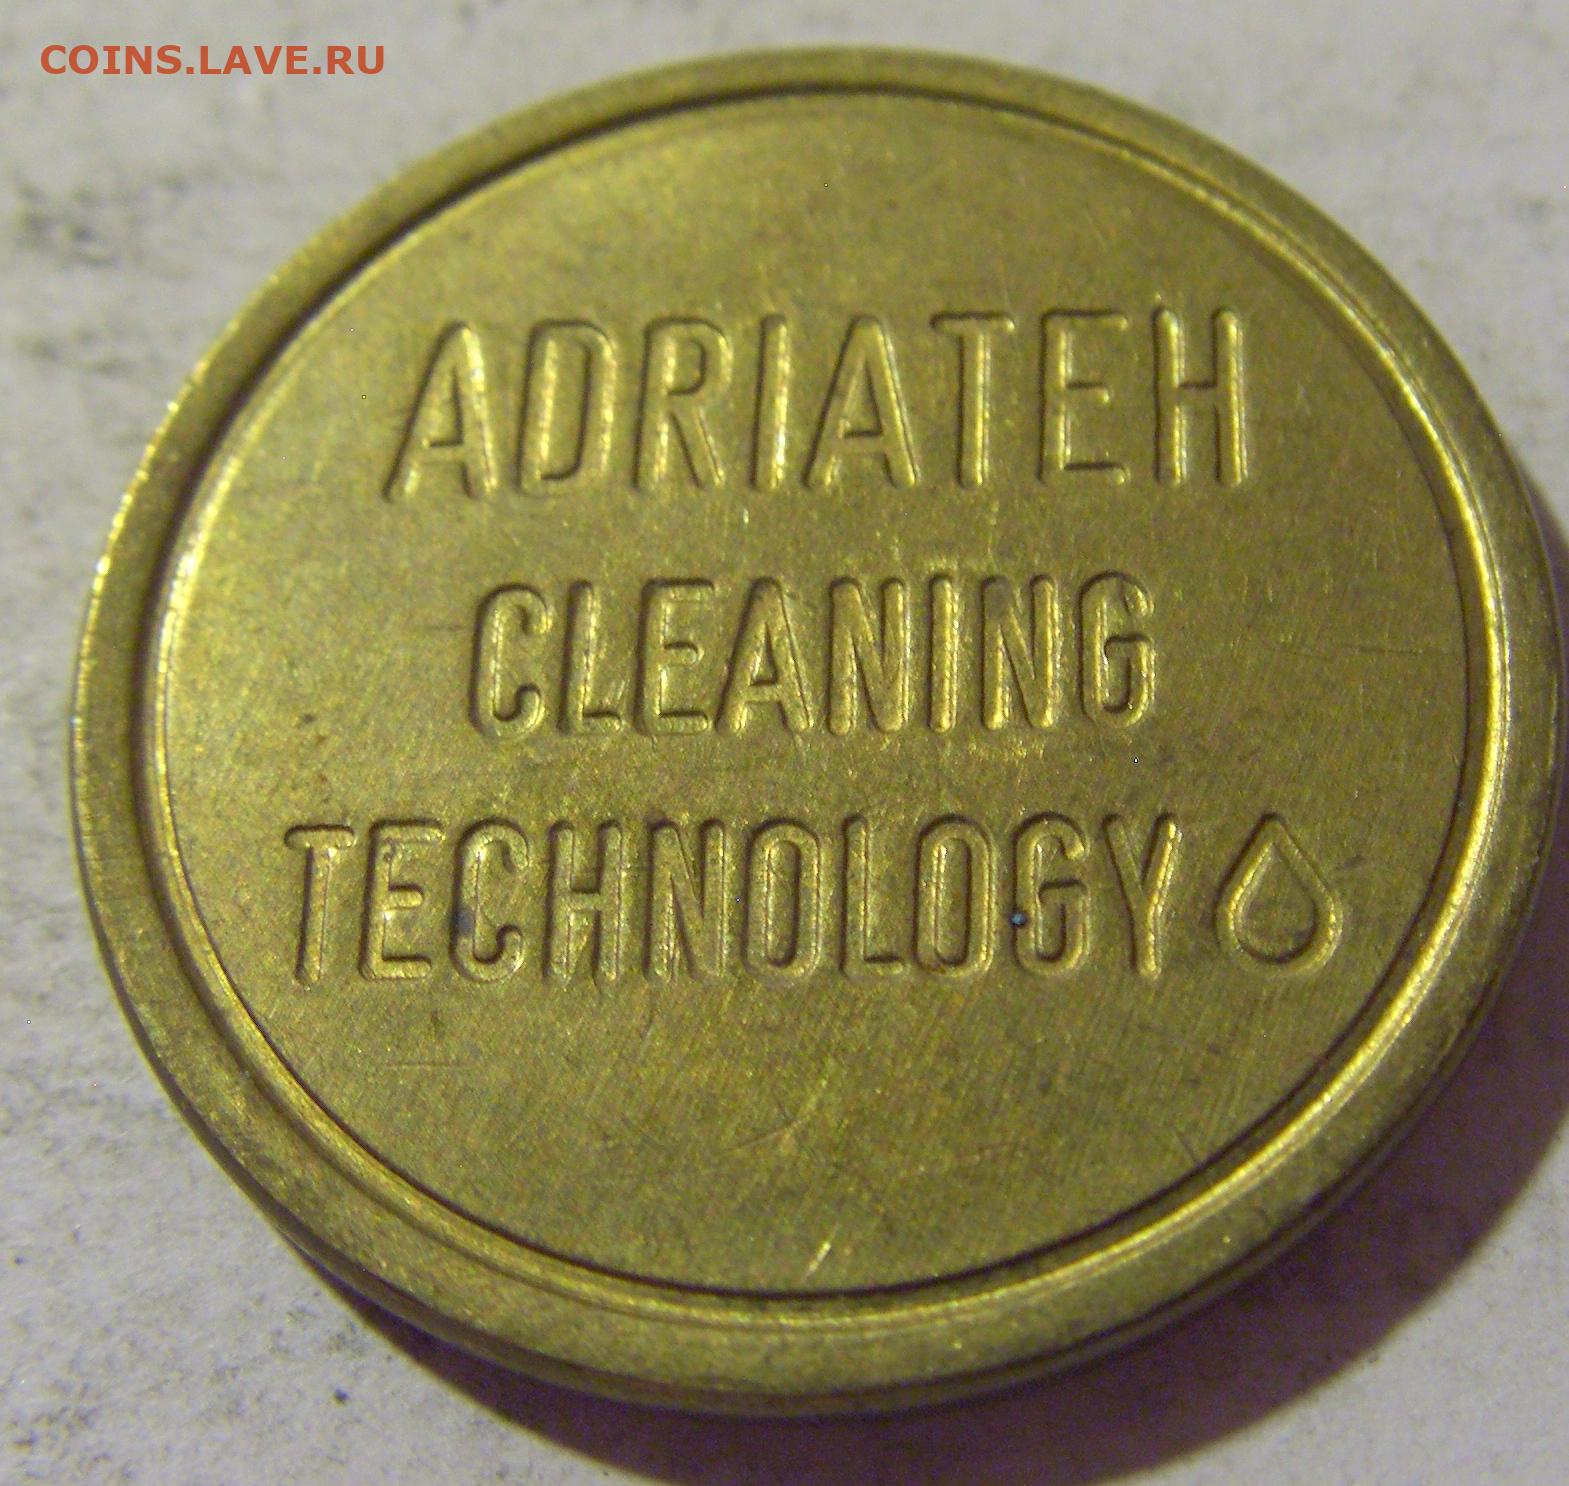 COINS.LAVE.RU
ADRIATEH
CLEANING
TECHNOLOGY